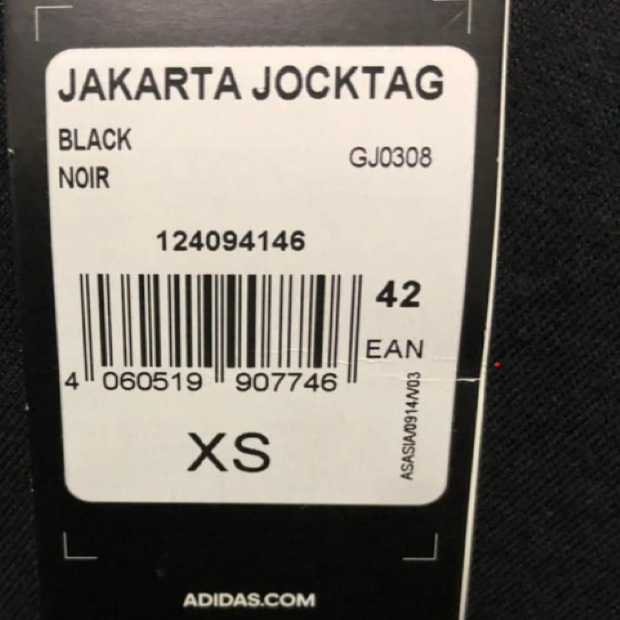 JAKARTA JOCKTAG
BLACK
NOIR
GJ0308
124094146
42
EAN
4 060519 907746
XS
ASASIA/0914/V03
ADIDAS.COM